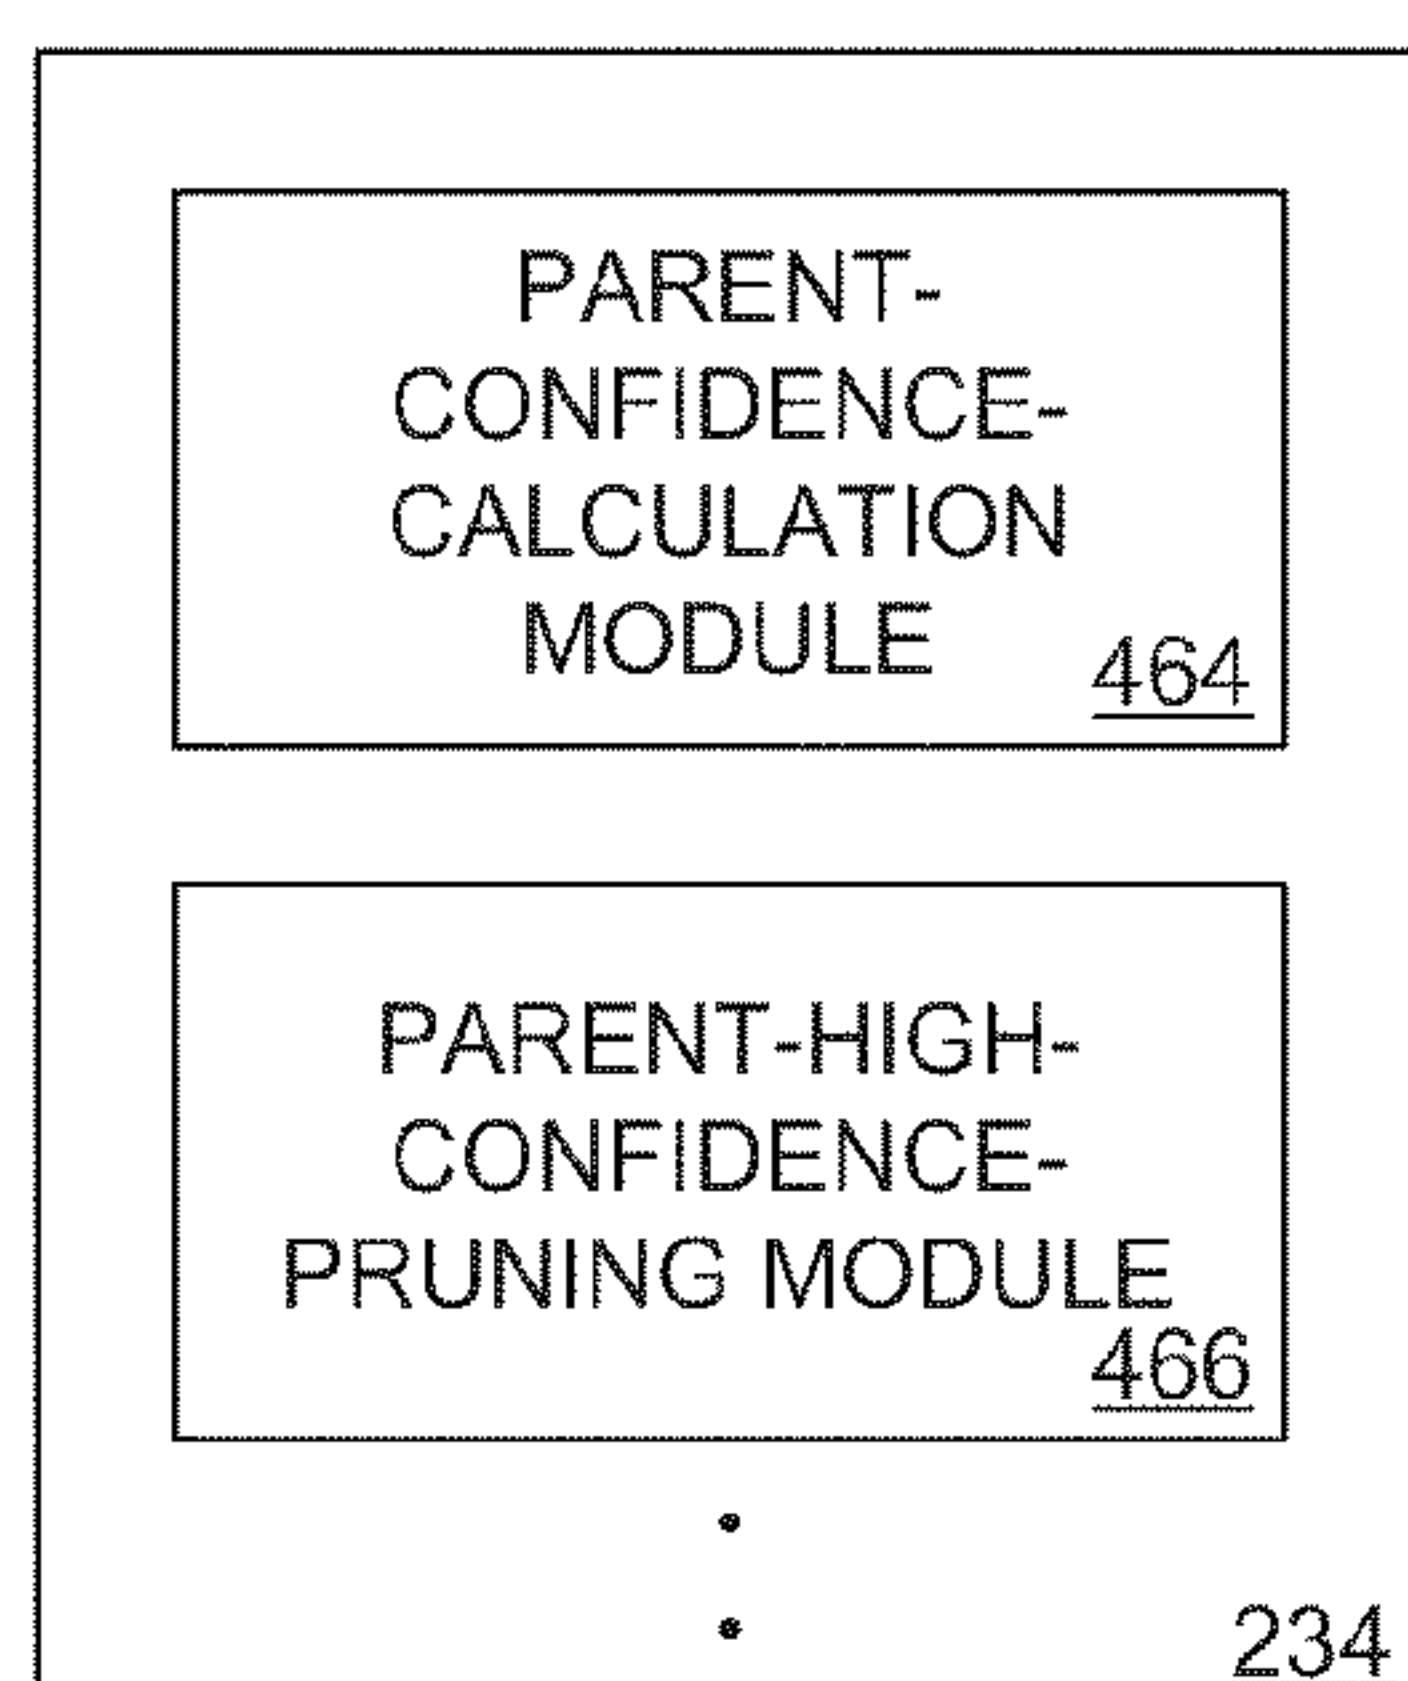 PARENT-
CONFIDENCE-
CALCULATION
MODULE
464
PARENT-HIGH-
CONFIDENCE-
PRUNING MODULE
466
234